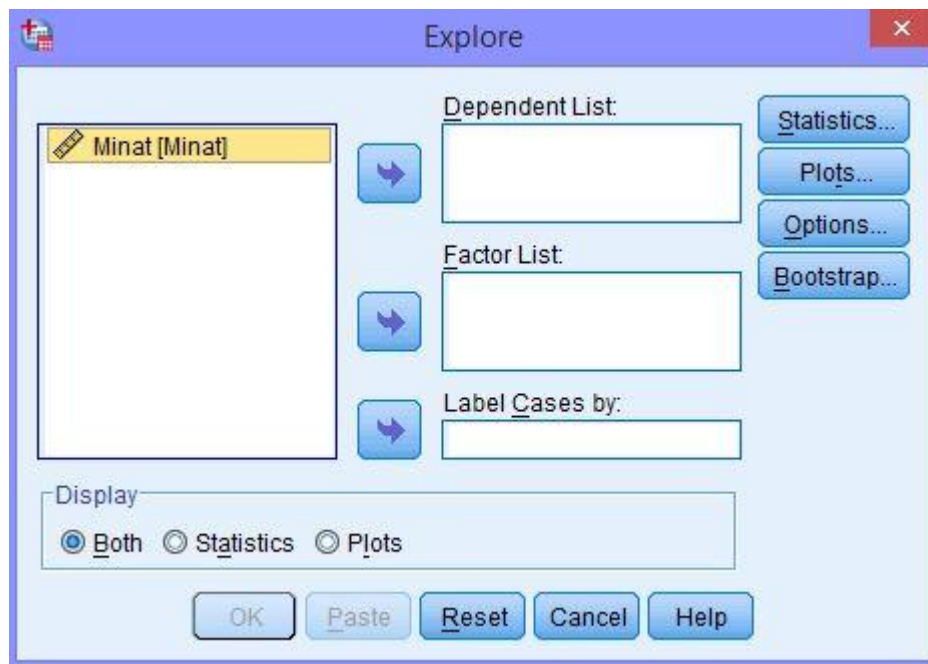 Explore
Minat [Minat]
Dependent List:
Factor List:
Label Cases by:
Statistics...
Plots...
Options...
Bootstrap...
Display
Both Statistics Plots
OK Paste Reset Cancel Help